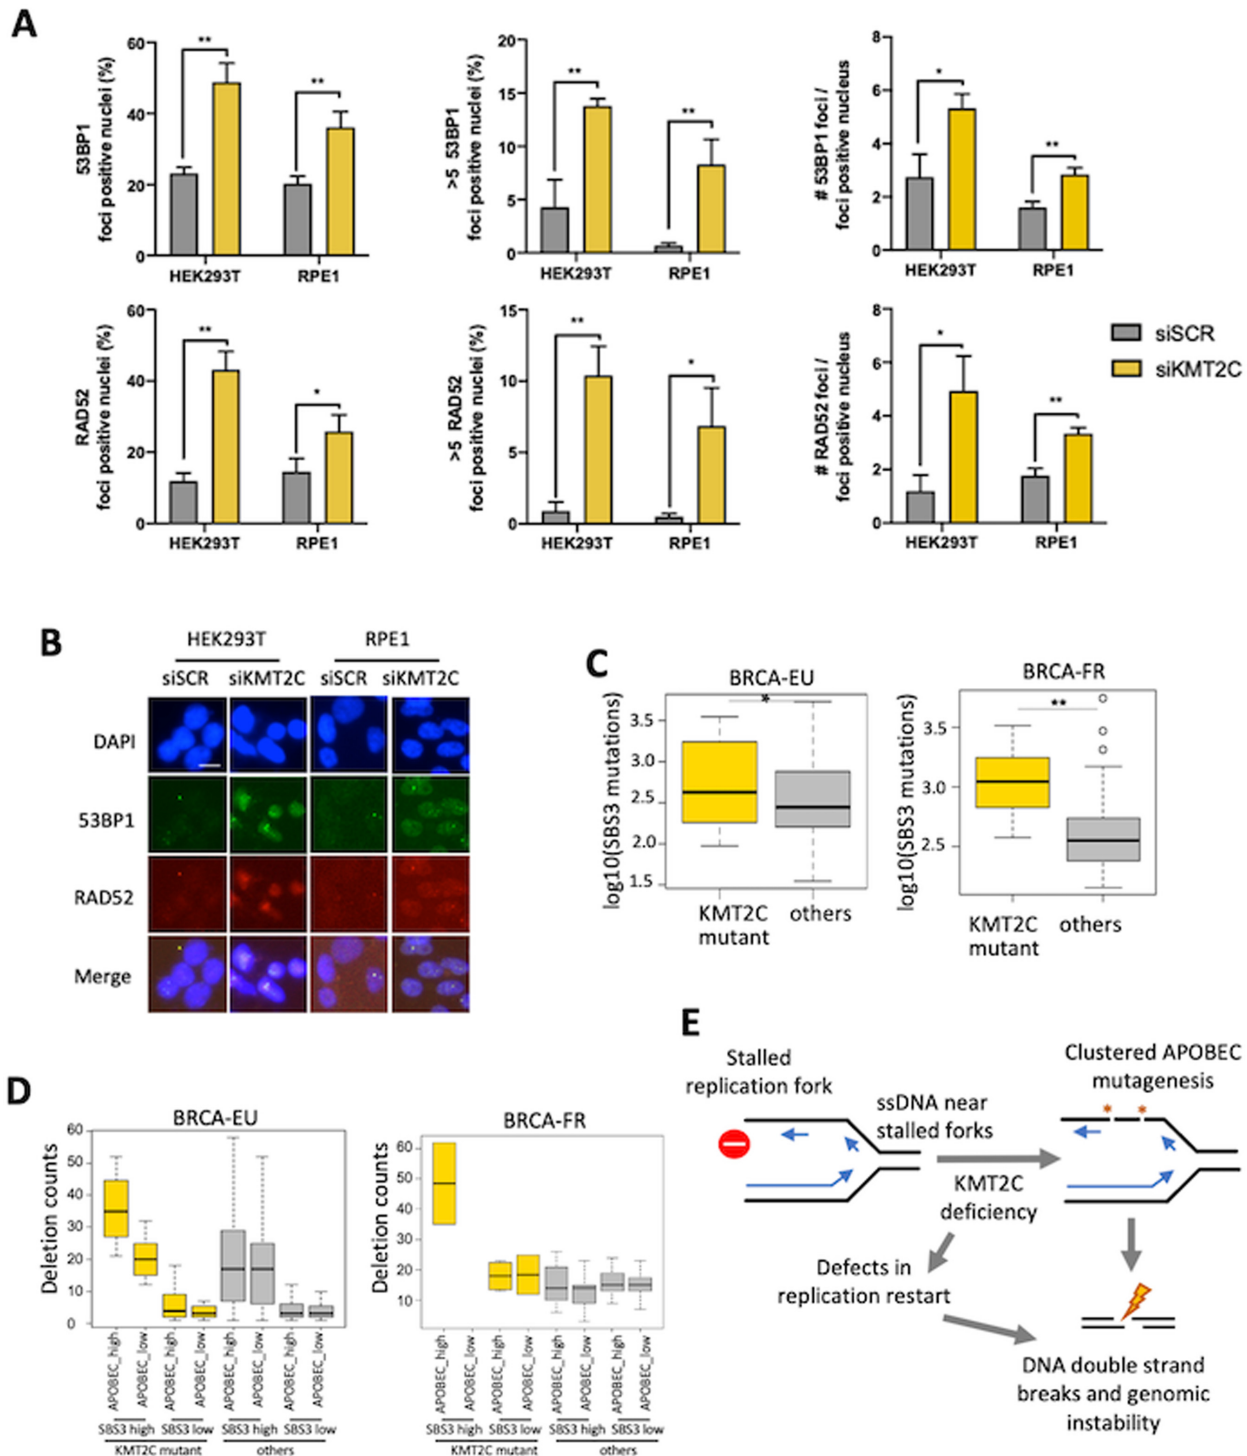 A
53BP1
foci positive nuclei (%)
60
40
20
0
**
**
HEK293T
RPE1
>5 53BP1
foci positive nuclei (%)
20
15
10
5
0
**
**
HEK293T
RPE1
# 53BP1 foci /
foci positive nucleus
8
6
4
2
0
*
**
HEK293T
RPE1
RAD52
foci positive nuclei (%)
60
40
20
0
**
*
HEK293T
RPE1
>5 RAD52
foci positive nuclei (%)
15
10
5
0
**
*
HEK293T
RPE1
# RAD52 foci /
foci positive nucleus
8
6
4
2
0
*
**
HEK293T
RPE1
siSCR
siKMT2C
B
HEK293T
RPE1
siSCR
siKMT2C
siSCR
siKMT2C
DAPI
53BP1
RAD52
Merge
C
BRCA-EU
log10(SBS3 mutations)
3.5
3.0
2.5
2.0
1.5
*
KMT2C
mutant
others
BRCA-FR
log10(SBS3 mutations)
3.5
3.0
2.5
**
KMT2C
mutant
others
D
BRCA-EU
Deletion counts
60
50
40
30
20
10
0
APOBEC_high
APOBEC_low
APOBEC_high
APOBEC_low
APOBEC_high
APOBEC_low
APOBEC_high
APOBEC_low
SBS3 high
SBS3 low
SBS3 high
SBS3 low
KMT2C mutant
others
BRCA-FR
Deletion counts
60
50
40
30
20
10
APOBEC_high
APOBEC_low
APOBEC_high
APOBEC_low
APOBEC_high
APOBEC_low
APOBEC_high
APOBEC_low
SBS3 high
SBS3 low
SBS3 high
SBS3 low
KMT2C mutant
others
E
Stalled
replication fork
ssDNA near
stalled forks
KMT2C
deficiency
Clustered APOBEC
mutagenesis
* *
Defects in
replication restart
DNA double strand
breaks and genomic
instability